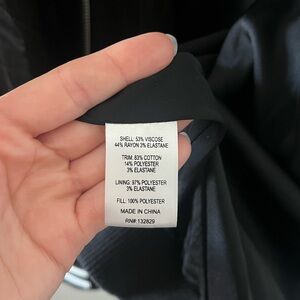 SHELL: 53% VISCOSE
44% RAYON 3% ELASTANE
TRIM: 83% COTTON
14% POLYESTER
3% ELASTANE
LINING: 97% POLYESTER
3% ELASTANE
FILL: 100% POLYESTER
MADE IN CHINA
RN#: 132829